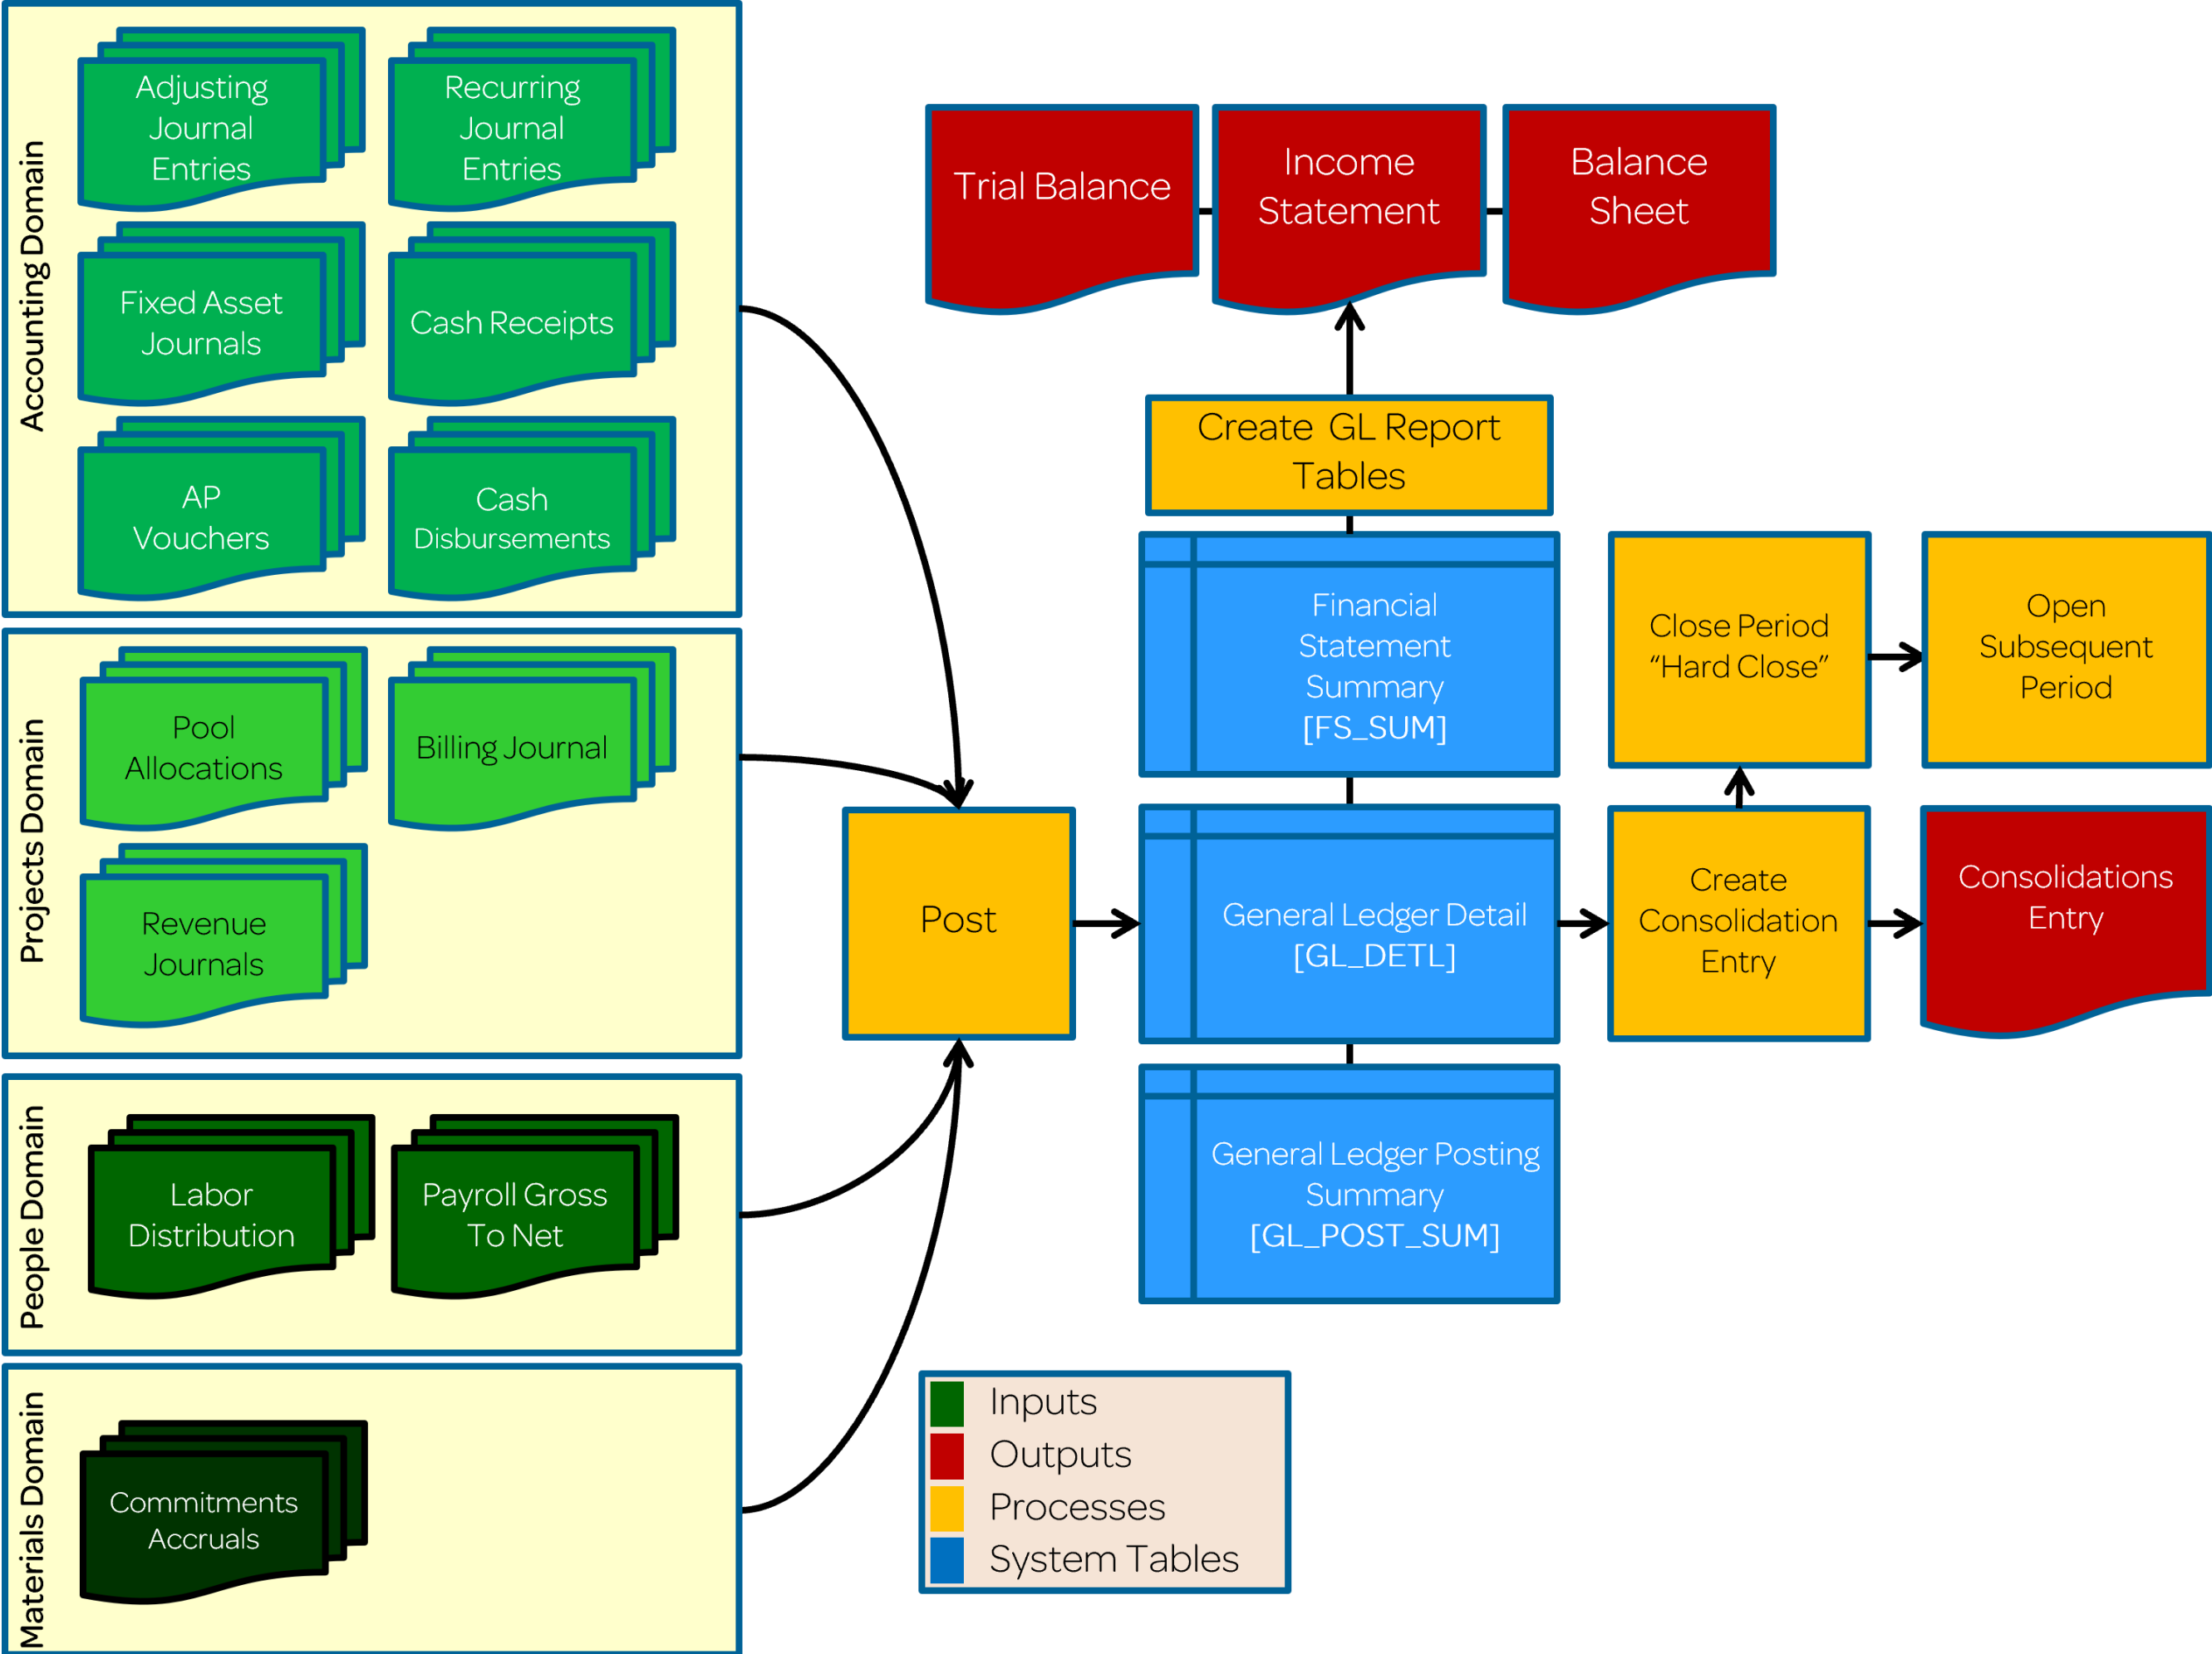 Accounting Domain
Adjusting
Journal
Entries
Recurring
Journal
Entries
Fixed Asset
Journals
Cash Receipts
AP
Vouchers
Cash
Disbursements
Projects Domain
Pool
Allocations
Billing Journal
Revenue
Journals
People Domain
Labor
Distribution
Payroll Gross
To Net
Materials Domain
Commitments
Accruals
Post
Trial Balance
Income
Statement
Balance
Sheet
Create GL Report
Tables
Financial
Statement
Summary
[FS_SUM]
General Ledger Detail
[GL_DETL]
General Ledger Posting
Summary
[GL_POST_SUM]
Close Period
“Hard Close”
Open
Subsequent
Period
Create
Consolidation
Entry
Consolidations
Entry
Inputs
Outputs
Processes
System Tables